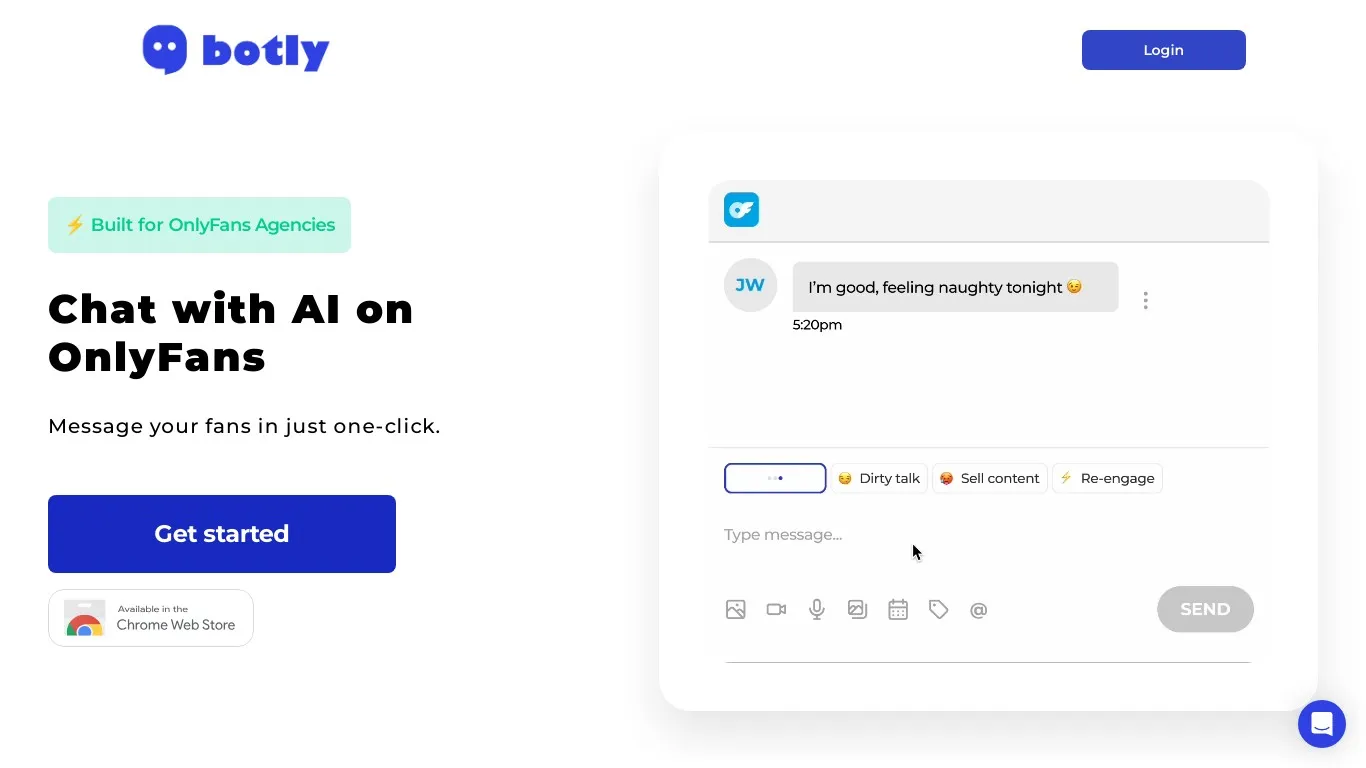 botly
Login
⚡ Built for OnlyFans Agencies
Chat with AI on
OnlyFans
Message your fans in just one-click.
Get started
Available in the
Chrome Web Store
JW
I'm good, feeling naughty tonight 😉
5:20pm
😏 Dirty talk
🥵 Sell content
⚡ Re-engage
Type message...
@
SEND